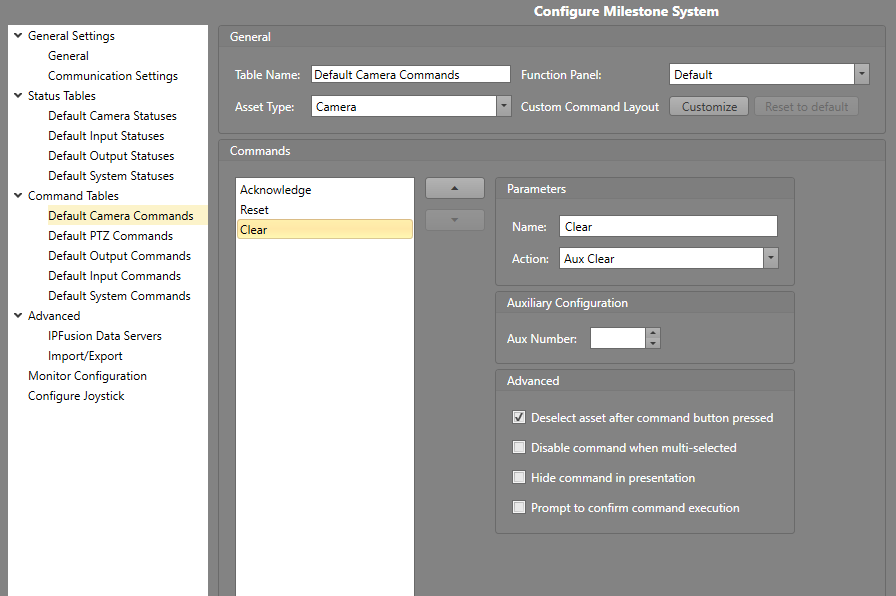 Configure Milestone System
General Settings
General
Communication Settings
Status Tables
Default Camera Statuses
Default Input Statuses
Default Output Statuses
Default System Statuses
Command Tables
Default Camera Commands
Default PTZ Commands
Default Output Commands
Default Input Commands
Default System Commands
Advanced
IPFusion Data Servers
Import/Export
Monitor Configuration
Configure Joystick
General
Table Name: Default Camera Commands Function Panel: Default
Asset Type: Camera Custom Command Layout Customize Reset to default
Commands
Acknowledge
Reset
Clear
Parameters
Name: Clear
Action: Aux Clear
Auxiliary Configuration
Aux Number:
Advanced
Deselect asset after command button pressed
Disable command when multi-selected
Hide command in presentation
Prompt to confirm command execution